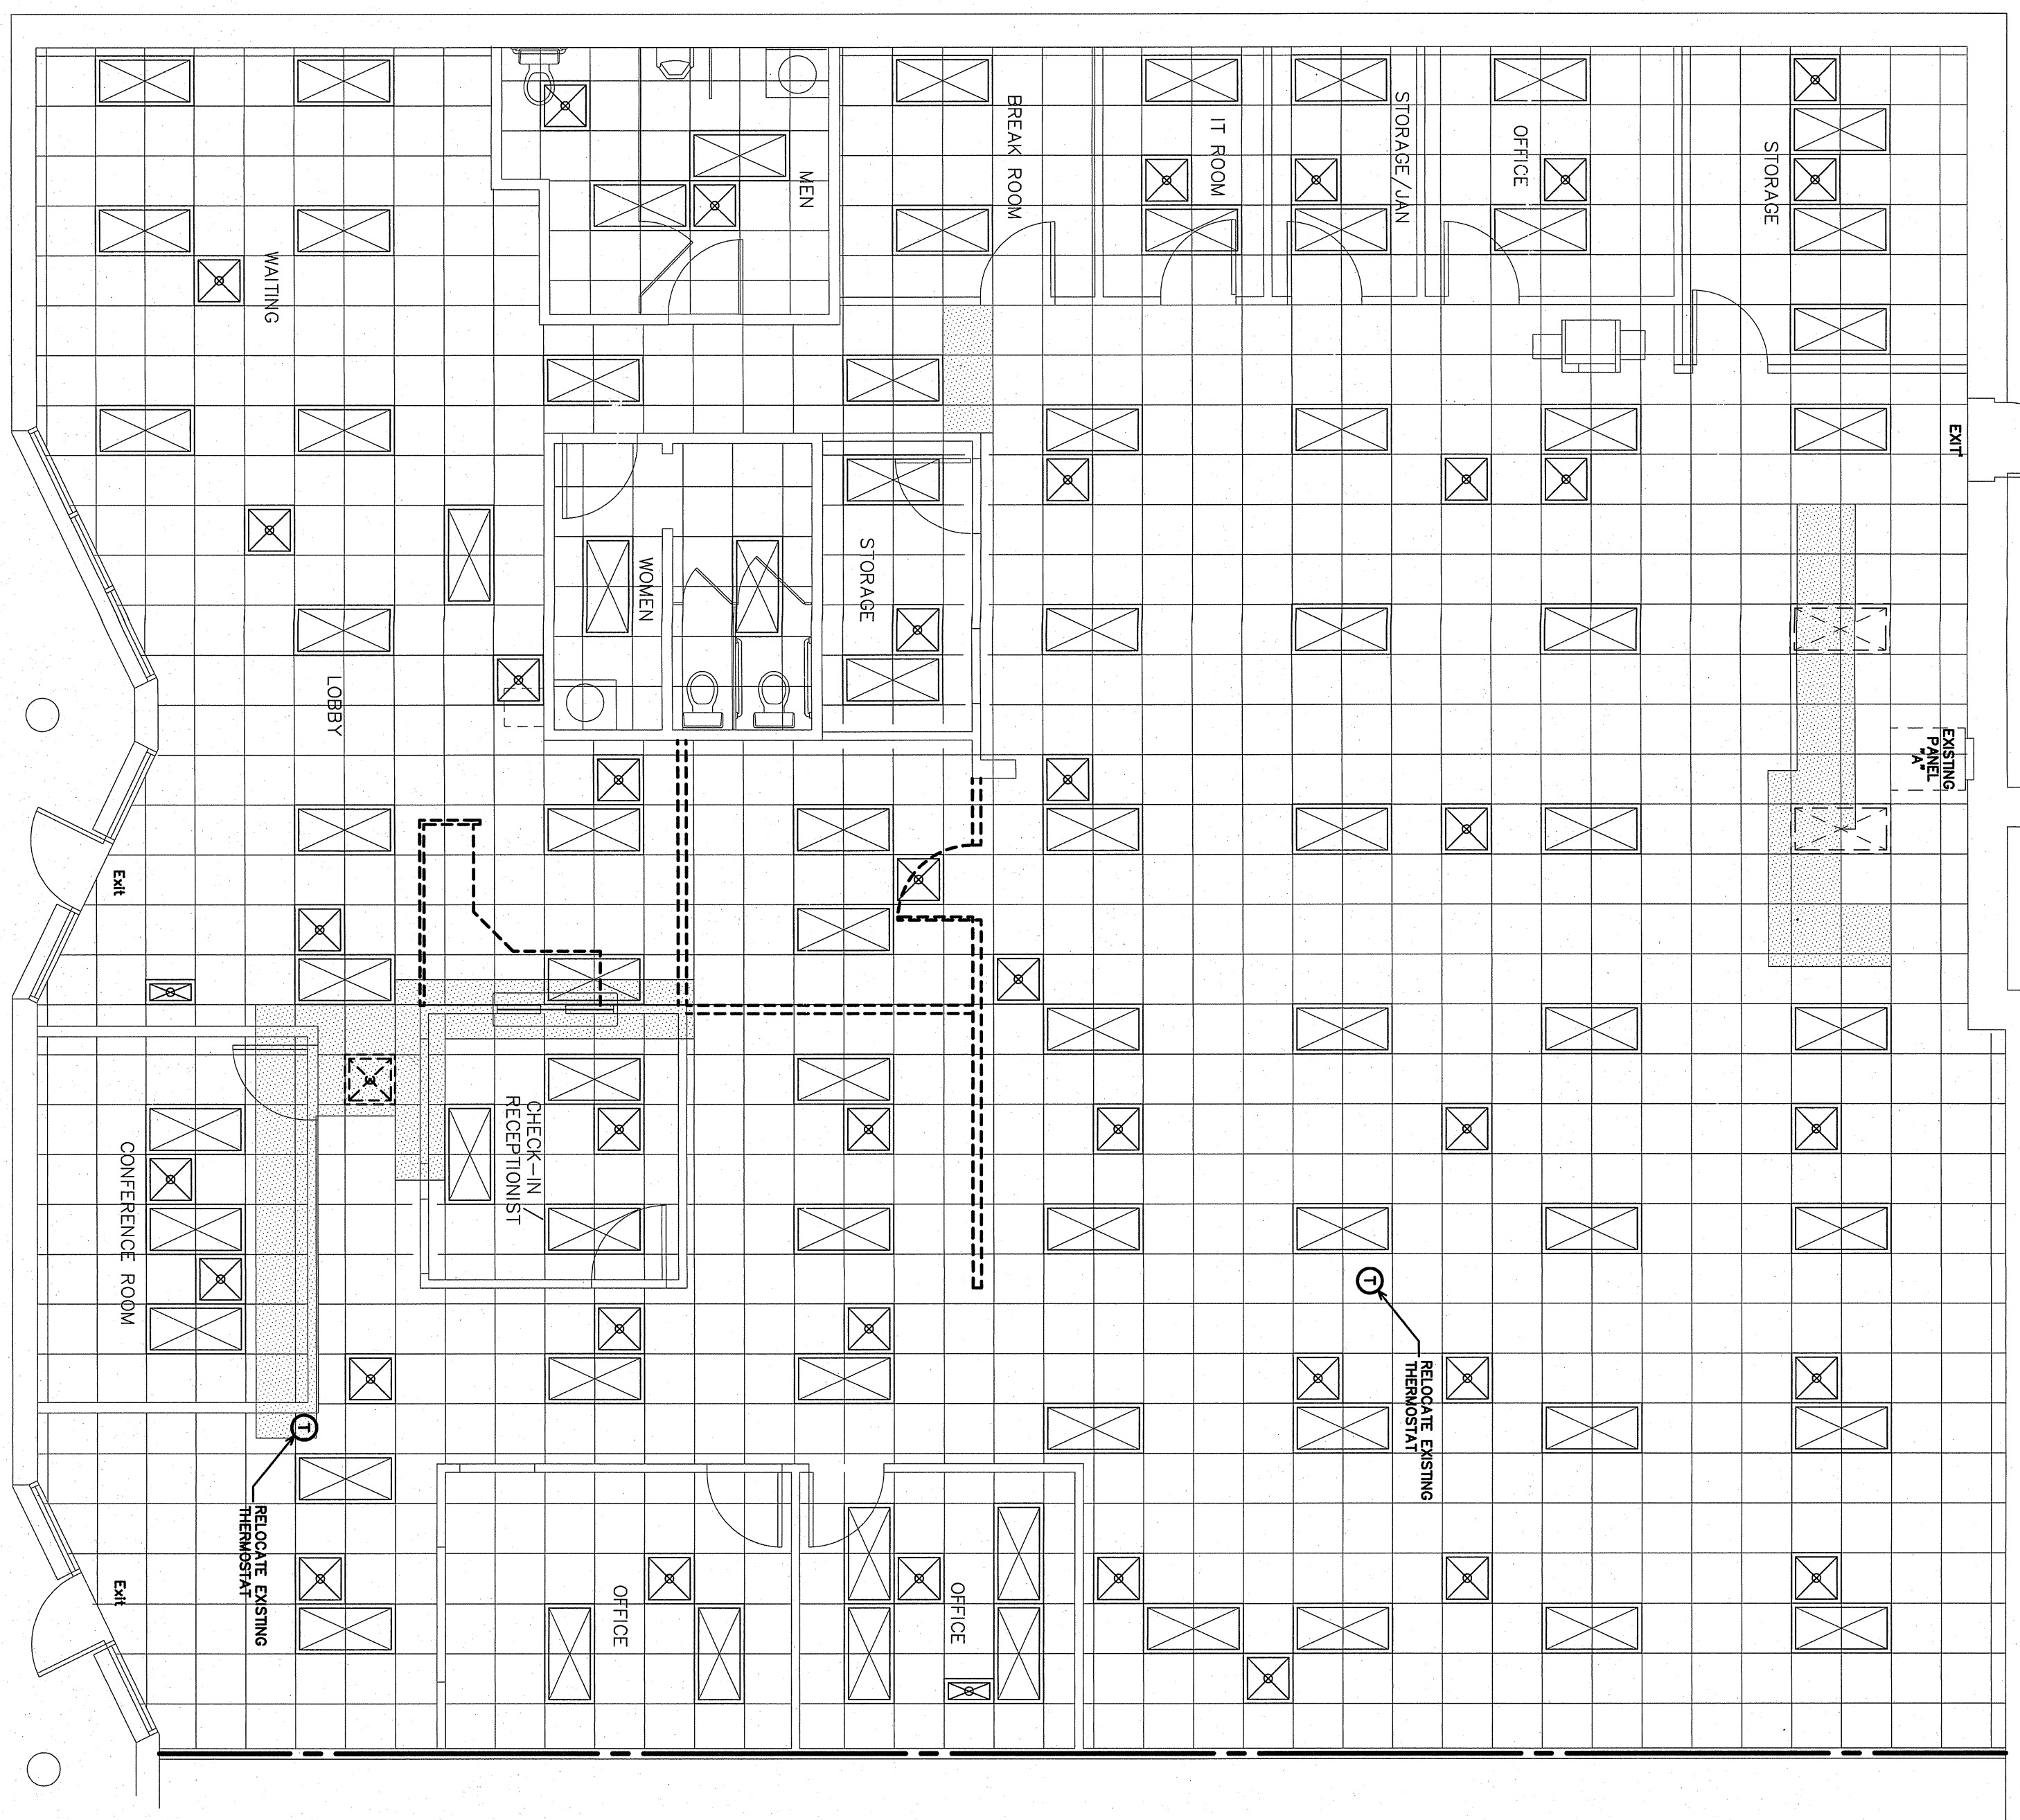 BREAK ROOM
IT ROOM
STORAGE/JAN
OFFICE
STORAGE
MEN
WAITING
EXIT
WOMEN
STORAGE
LOBBY
EXISTING
PANEL
"A"
Exit
CHECK-IN/
RECEPTIONIST
CONFERENCE ROOM
T
RELOCATE EXISTING
THERMOSTAT
T
RELOCATE EXISTING
THERMOSTAT
OFFICE
OFFICE
Exit